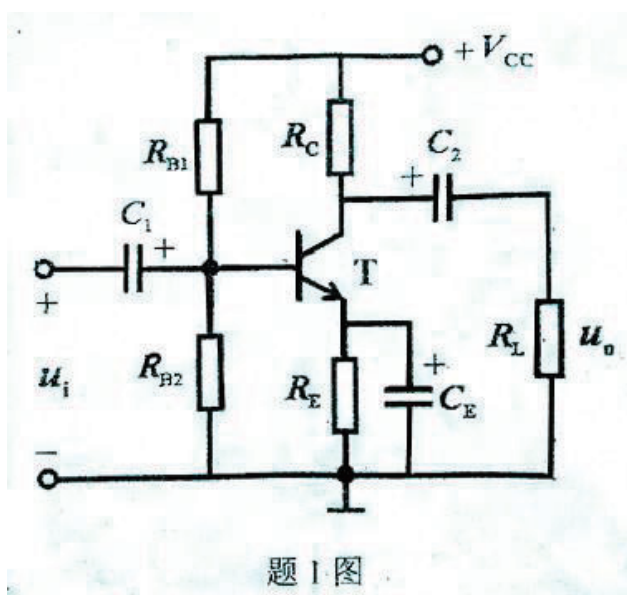 + V_CC
R_B1
R_C
C_2
+
C_1
+
T
+
R_B2
R_E
+
C_E
R_L
u_o
u_i
−
题 1 图